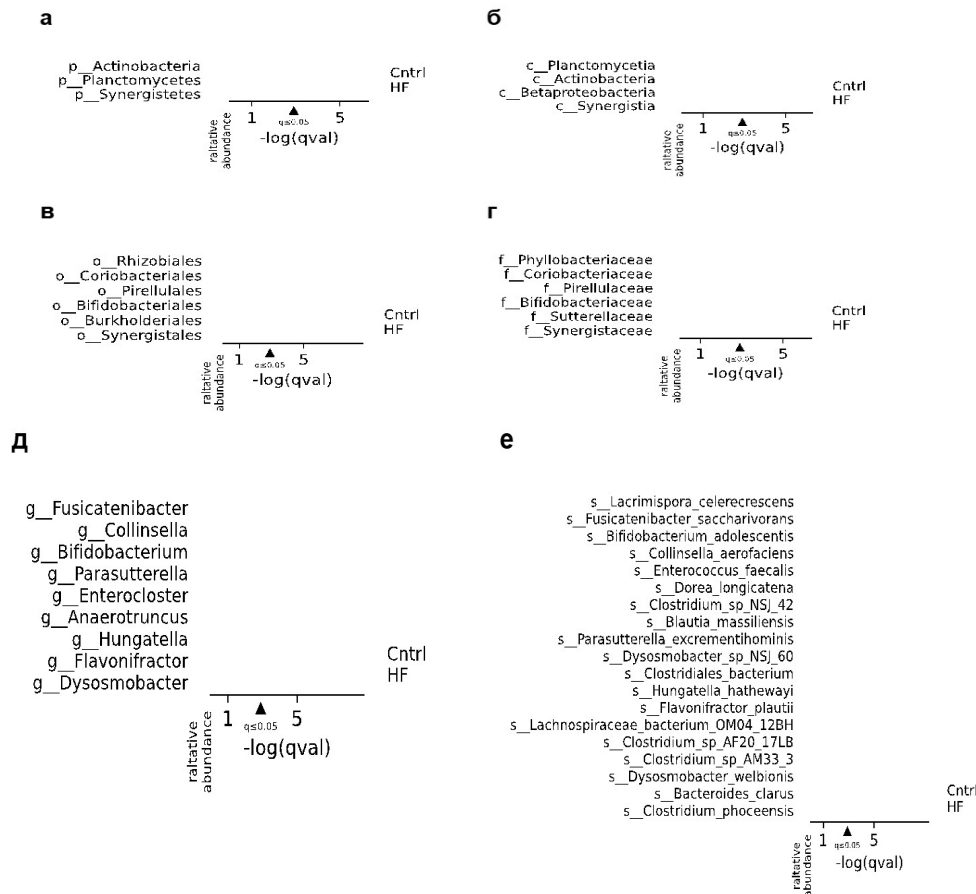 а
p__Actinobacteria
p__Planctomycetes
p__Synergistetes
Cntrl
HF
raltative
abundance
1
5
q≤0.05
-log(qval)
б
c__Planctomycetia
c__Actinobacteria
c__Betaproteobacteria
c__Synergistia
Cntrl
HF
raltative
abundance
1
5
q≤0.05
-log(qval)
в
o__Rhizobiales
o__Coriobacteriales
o__Pirellulales
o__Bifidobacteriales
o__Burkholderiales
o__Synergistales
Cntrl
HF
raltative
abundance
1
5
q≤0.05
-log(qval)
г
f__Phyllobacteriaceae
f__Coriobacteriaceae
f__Pirellulaceae
f__Bifidobacteriaceae
f__Sutterellaceae
f__Synergistaceae
Cntrl
HF
raltative
abundance
1
5
q≤0.05
-log(qval)
д
g__Fusicatenibacter
g__Collinsella
g__Bifidobacterium
g__Parasutterella
g__Enterocloster
g__Anaerotruncus
g__Hungatella
g__Flavonifractor
g__Dysosmobacter
Cntrl
HF
raltative
abundance
1
5
q≤0.05
-log(qval)
е
s__Lacrimispora_celerecrescens
s__Fusicatenibacter_saccharivorans
s__Bifidobacterium_adolescentis
s__Collinsella_aerofaciens
s__Enterococcus_faecalis
s__Dorea_longicatena
s__Clostridium_sp_NSJ_42
s__Blautia_massiliensis
s__Parasutterella_excrementihominis
s__Dysosmobacter_sp_NSJ_60
s__Clostridiales_bacterium
s__Hungatella_hathewayi
s__Flavonifractor_plautii
s__Lachnospiraceae_bacterium_OM04_12BH
s__Clostridium_sp_AF20_17LB
s__Clostridium_sp_AM33_3
s__Dysosmobacter_welbionis
s__Bacteroides_clarus
s__Clostridium_phoceensis
Cntrl
HF
raltative
abundance
1
5
q≤0.05
-log(qval)